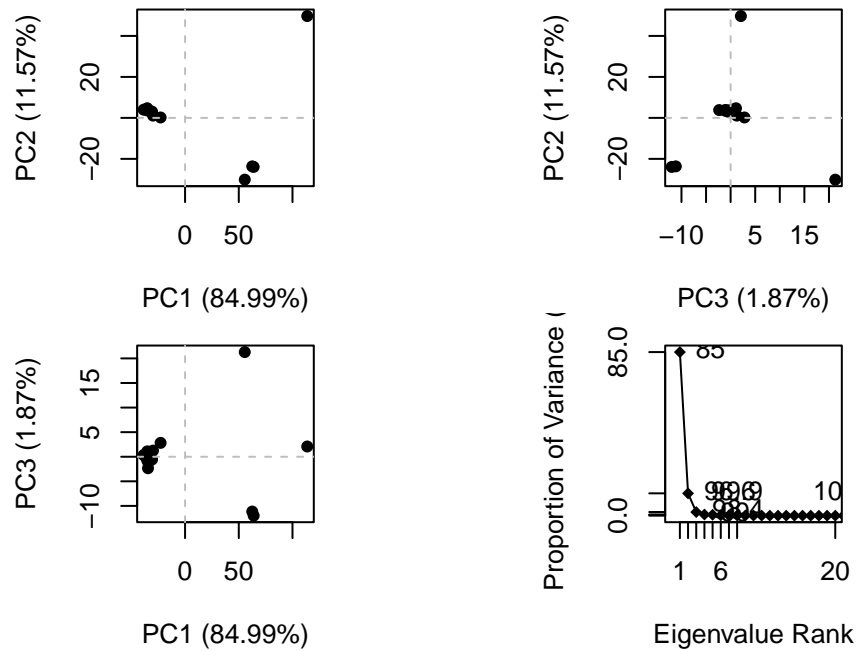 PC2 (11.57%)
20
−20
0 50
PC1 (84.99%)
PC2 (11.57%)
20
−20
−10 5 15
PC3 (1.87%)
PC3 (1.87%)
15
5
−10
0 50
PC1 (84.99%)
Proportion of Variance (
85.0
0.0
85
10
1 6 20
Eigenvalue Rank